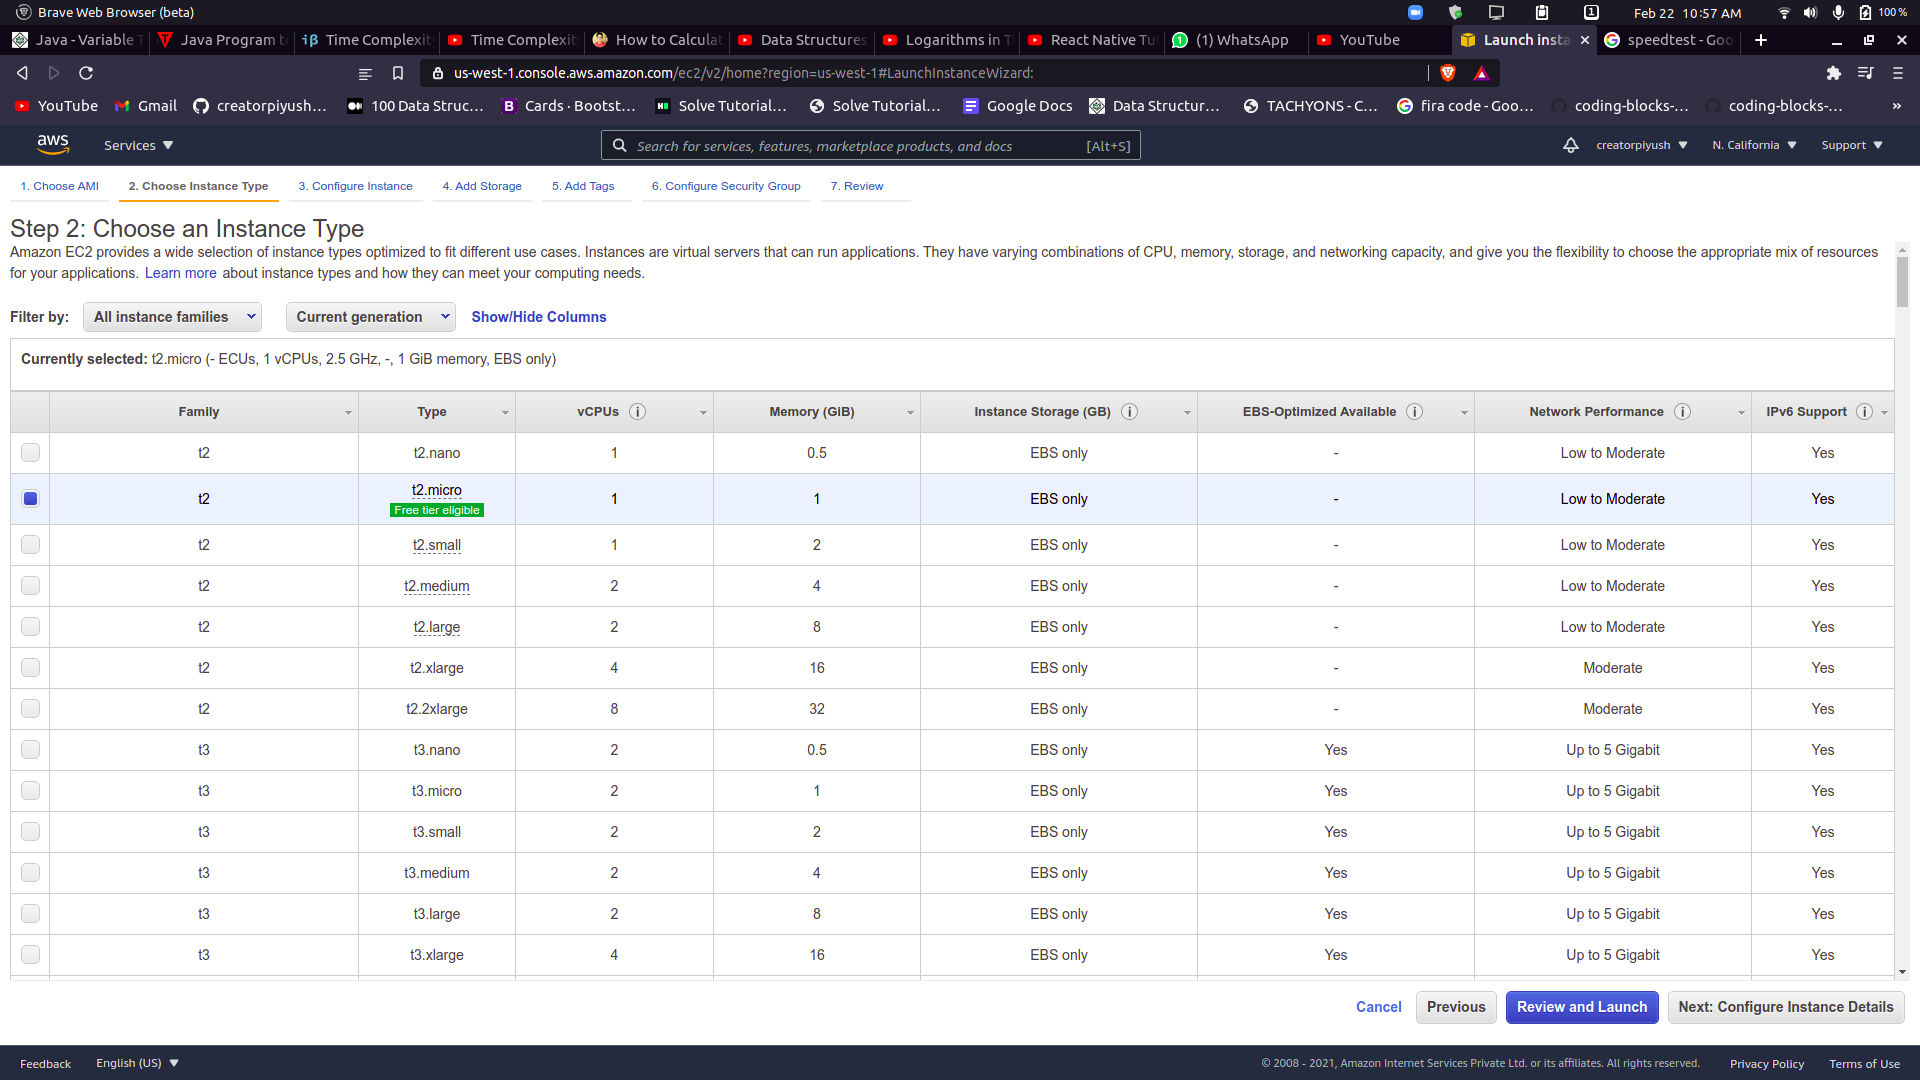 Brave Web Browser (beta)
1
Feb 22 10:57 AM
100 %
Java - Variable T
Java Program to
Time Complexity
Time Complexity
How to Calculat
Data Structures
Logarithms in T
React Native Tu
(1) WhatsApp
YouTube
Launch insta
speedtest - Goo
us-west-1.console.aws.amazon.com/ec2/v2/home?region=us-west-1#LaunchInstanceWizard:
YouTube
Gmail
creatorpiyush...
100 Data Struc...
Cards · Bootst...
Solve Tutorial...
Solve Tutorial...
Google Docs
Data Structur...
TACHYONS - C...
fira code - Goo...
coding-blocks-...
coding-blocks-...
»
aws
Services
Search for services, features, marketplace products, and docs
[Alt+S]
creatorpiyush
N. California
Support
1. Choose AMI
2. Choose Instance Type
3. Configure Instance
4. Add Storage
5. Add Tags
6. Configure Security Group
7. Review
Step 2: Choose an Instance Type
Amazon EC2 provides a wide selection of instance types optimized to fit different use cases. Instances are virtual servers that can run applications. They have varying combinations of CPU, memory, storage, and networking capacity, and give you the flexibility to choose the appropriate mix of resources
for your applications. Learn more about instance types and how they can meet your computing needs.
Filter by: All instance families Current generation Show/Hide Columns
Currently selected: t2.micro (- ECUs, 1 vCPUs, 2.5 GHz, -, 1 GiB memory, EBS only)
Family Type vCPUs Memory (GiB) Instance Storage (GB) EBS-Optimized Available Network Performance IPv6 Support
t2 t2.nano 1 0.5 EBS only - Low to Moderate Yes
t2 t2.micro 1 1 EBS only - Low to Moderate Yes
Free tier eligible
t2 t2.small 1 2 EBS only - Low to Moderate Yes
t2 t2.medium 2 4 EBS only - Low to Moderate Yes
t2 t2.large 2 8 EBS only - Low to Moderate Yes
t2 t2.xlarge 4 16 EBS only - Moderate Yes
t2 t2.2xlarge 8 32 EBS only - Moderate Yes
t3 t3.nano 2 0.5 EBS only Yes Up to 5 Gigabit Yes
t3 t3.micro 2 1 EBS only Yes Up to 5 Gigabit Yes
t3 t3.small 2 2 EBS only Yes Up to 5 Gigabit Yes
t3 t3.medium 2 4 EBS only Yes Up to 5 Gigabit Yes
t3 t3.large 2 8 EBS only Yes Up to 5 Gigabit Yes
t3 t3.xlarge 4 16 EBS only Yes Up to 5 Gigabit Yes
Cancel Previous Review and Launch Next: Configure Instance Details
Feedback English (US) © 2008 - 2021, Amazon Internet Services Private Ltd. or its affiliates. All rights reserved. Privacy Policy Terms of Use